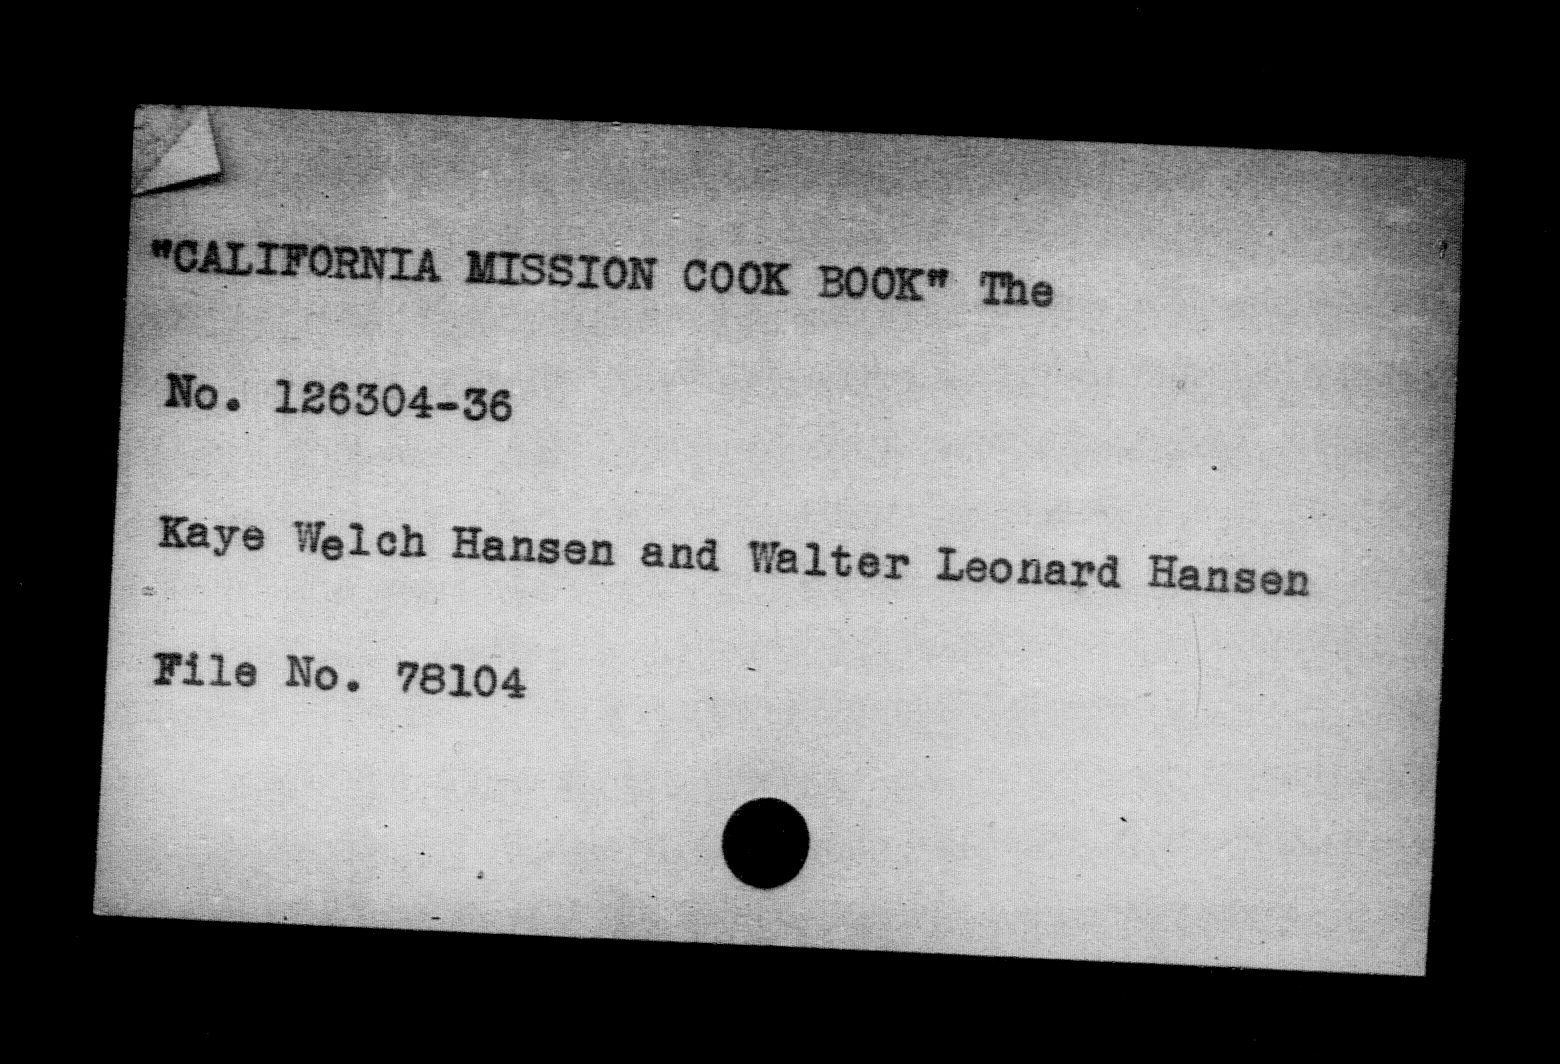 "CALIFORNIA MISSION COOK BOOK" The
No. 126304-36
Kaye Welch Hansen and Walter Leonard Hansen
File No. 78104